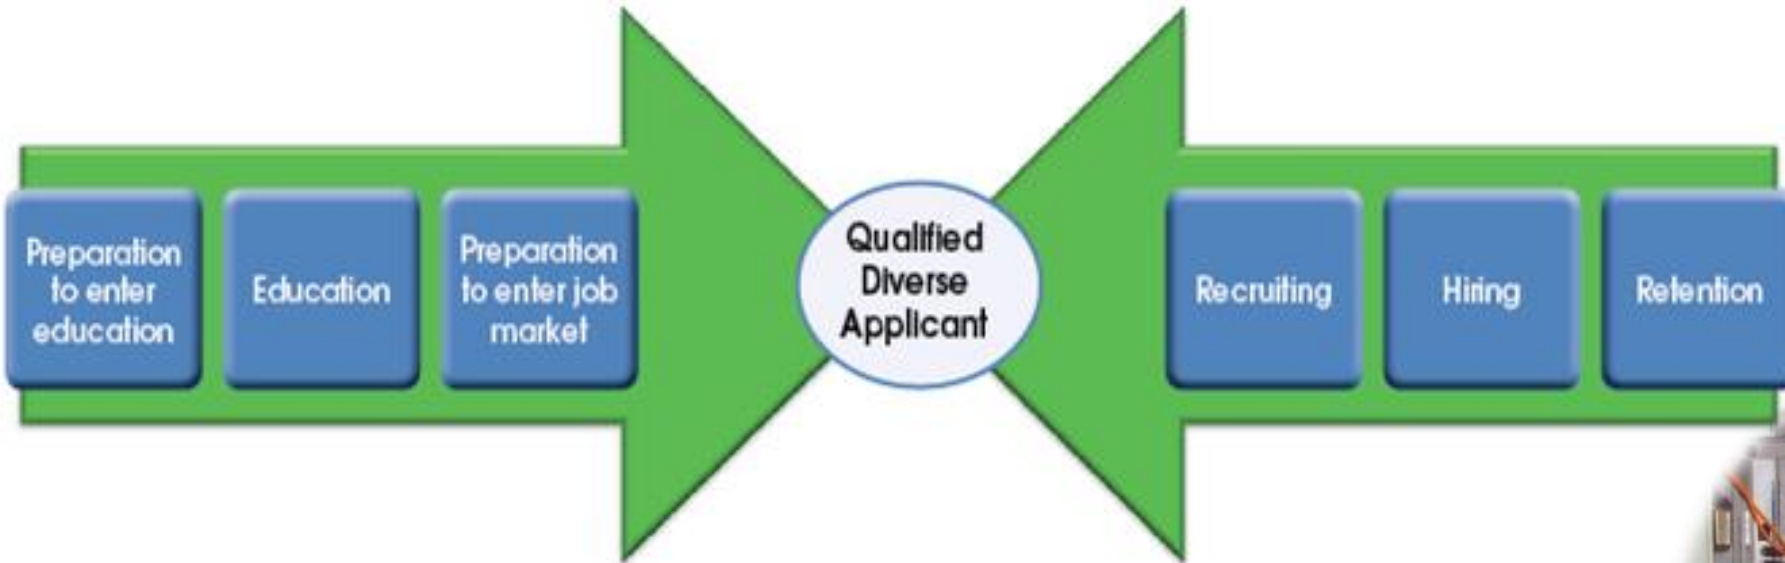 Preparation
to enter
education
Education
Preparation
to enter job
market
Qualified
Diverse
Applicant
Recruiting
Hiring
Retention